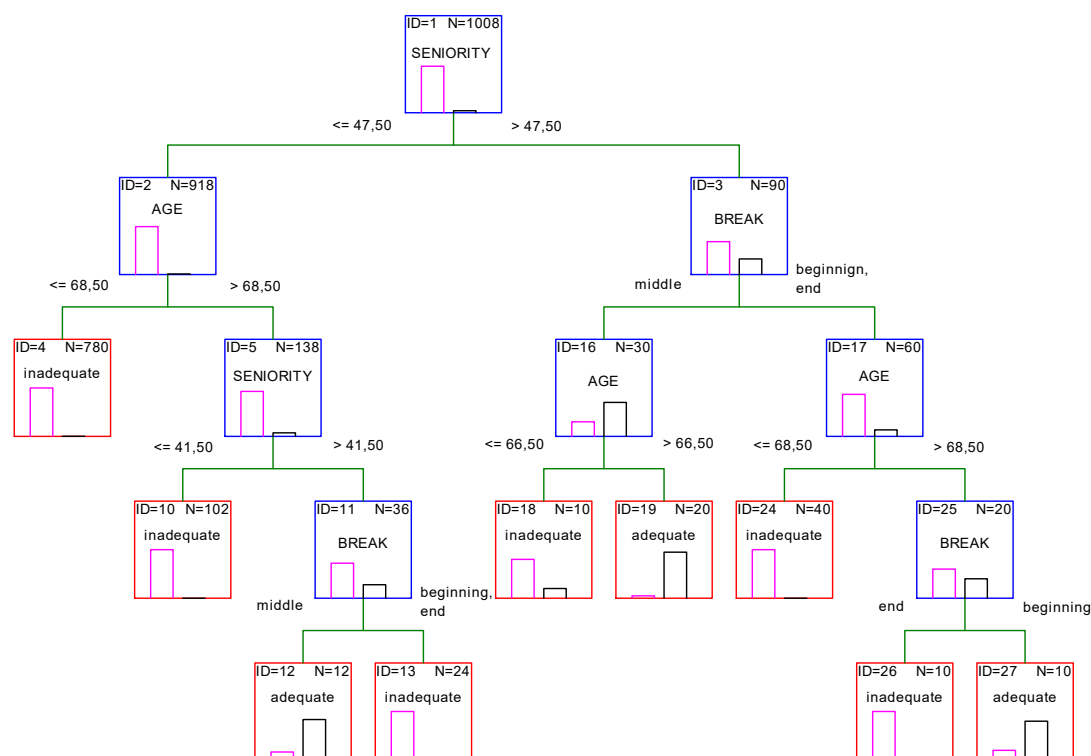 ID=1 N=1008
SENIORITY
<= 47,50
> 47,50
ID=2 N=918
AGE
ID=3 N=90
BREAK
<= 68,50
> 68,50
middle
beginnign,
end
ID=4 N=780
inadequate
ID=5 N=138
SENIORITY
ID=16 N=30
AGE
ID=17 N=60
AGE
<= 41,50
> 41,50
<= 66,50
> 66,50
<= 68,50
> 68,50
ID=10 N=102
inadequate
ID=11 N=36
BREAK
ID=18 N=10
inadequate
ID=19 N=20
adequate
ID=24 N=40
inadequate
ID=25 N=20
BREAK
middle
beginning,
end
end
beginning
ID=12 N=12
adequate
ID=13 N=24
inadequate
ID=26 N=10
inadequate
ID=27 N=10
adequate